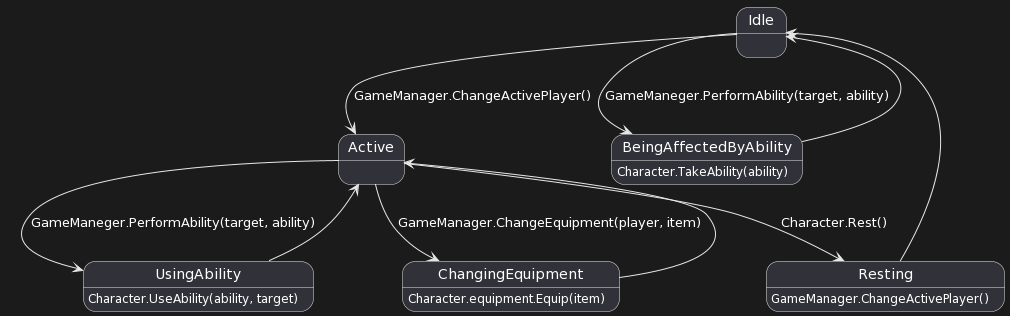 Idle
GameManager.ChangeActivePlayer()
GameManeger.PerformAbility(target, ability)
Active
BeingAffectedByAbility
Character.TakeAbility(ability)
GameManeger.PerformAbility(target, ability)
GameManager.ChangeEquipment(player, item)
Character.Rest()
UsingAbility
Character.UseAbility(ability, target)
ChangingEquipment
Character.equipment.Equip(item)
Resting
GameManager.ChangeActivePlayer()